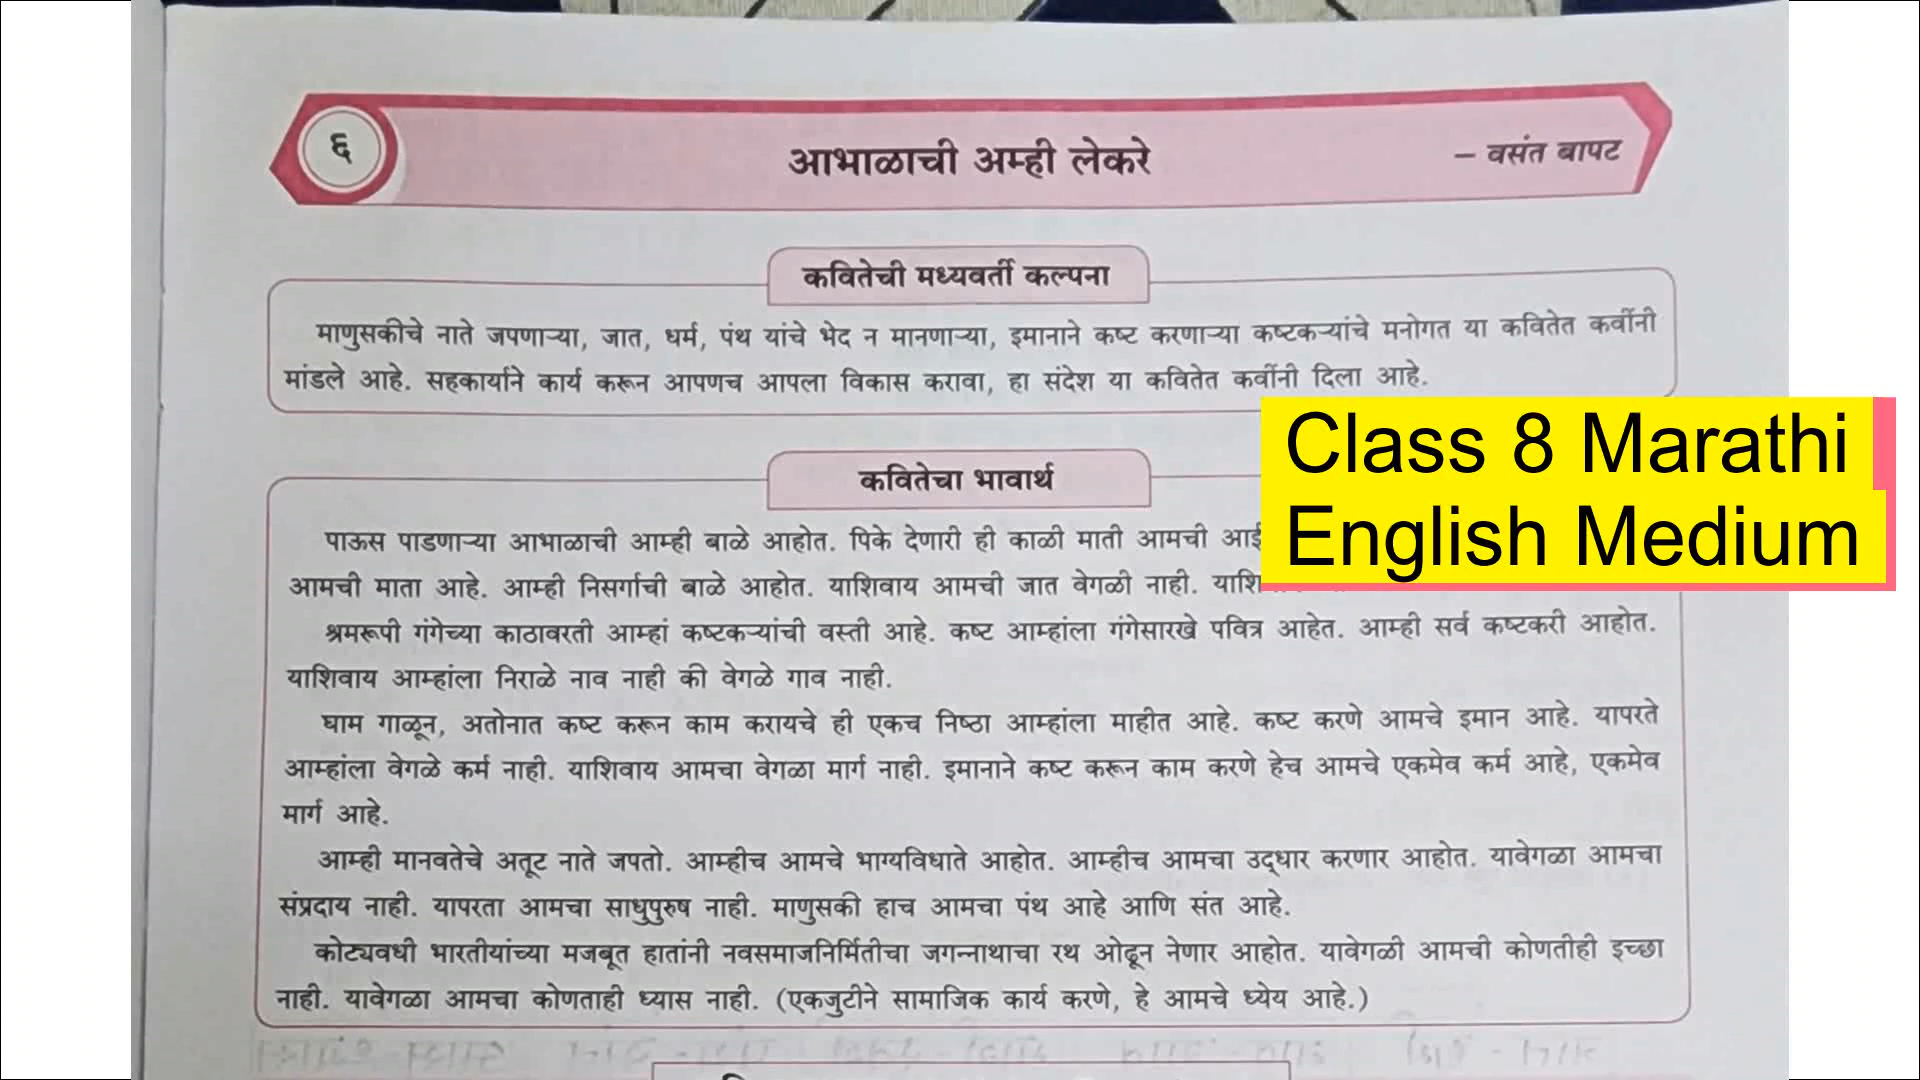 ६
आभाळाची अम्ही लेकरे
– वसंत बापट
कवितेची मध्यवर्ती कल्पना
माणुसकीचे नाते जपणाऱ्या, जात, धर्म, पंथ यांचे भेद न मानणाऱ्या, इमानाने कष्ट करणाऱ्या कष्टकऱ्यांचे मनोगत या कवितेत कवींनी
मांडले आहे. सहकार्याने कार्य करून आपणच आपला विकास करावा, हा संदेश या कवितेत कवींनी दिला आहे.
Class 8 Marathi
English Medium
कवितेचा भावार्थ
पाऊस पाडणाऱ्या आभाळाची आम्ही बाळे आहोत. पिके देणारी ही काळी माती आमची आई
आमची माता आहे. आम्ही निसर्गाची बाळे आहोत. याशिवाय आमची जात वेगळी नाही.
श्रमरूपी गंगेच्या काठावरती आम्हां कष्टकऱ्यांची वस्ती आहे. कष्ट आम्हांला गंगेसारखे पवित्र आहेत. आम्ही सर्व कष्टकरी आहोत.
याशिवाय आम्हांला निराळे नाव नाही की वेगळे गाव नाही.
घाम गाळून, अतोनात कष्ट करून काम करायचे ही एकच निष्ठा आम्हांला माहीत आहे. कष्ट करणे आमचे इमान आहे. यापरते
आम्हांला वेगळे कर्म नाही. याशिवाय आमचा वेगळा मार्ग नाही. इमानाने कष्ट करून काम करणे हेच आमचे एकमेव कर्म आहे, एकमेव
मार्ग आहे.
आम्ही मानवतेचे अतूट नाते जपतो. आम्हीच आमचे भाग्यविधाते आहोत. आम्हीच आमचा उद्धार करणार आहोत. यावेगळा आमचा
संप्रदाय नाही. यापरता आमचा साधुपुरुष नाही. माणुसकी हाच आमचा पंथ आहे आणि संत आहे.
कोट्यवधी भारतीयांच्या मजबूत हातांनी नवसमाजनिर्मितीचा जगन्नाथाचा रथ ओढून नेणार आहोत. यावेगळी आमची कोणतीही इच्छा
नाही. यावेगळा आमचा कोणताही ध्यास नाही. (एकजुटीने सामाजिक कार्य करणे, हे आमचे ध्येय आहे.)